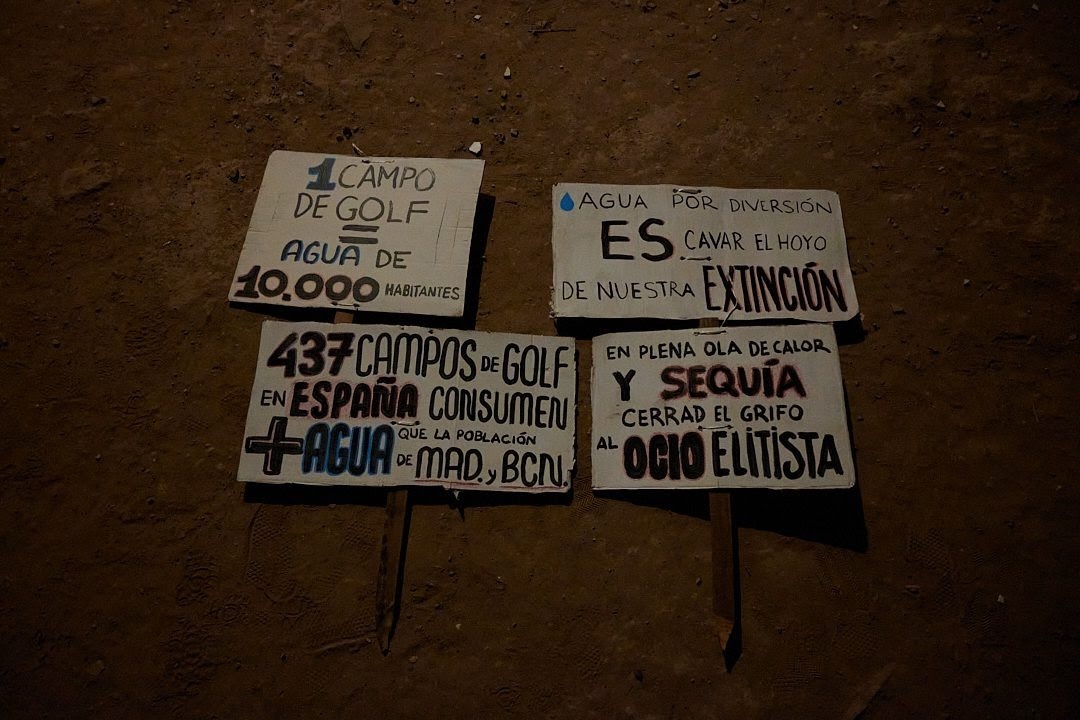 1 CAMPO
DE GOLF
=
AGUA DE
10.000 HABITANTES
AGUA POR DIVERSIÓN
ES CAVAR EL HOYO
DE NUESTRA EXTINCIÓN
437 CAMPOS DE GOLF
EN ESPAÑA CONSUMEN
+ AGUA QUE LA POBLACIÓN
DE MAD. y BCN.
EN PLENA OLA DE CALOR
Y SEQUÍA
CERRAD EL GRIFO
AL OCIO ELITISTA